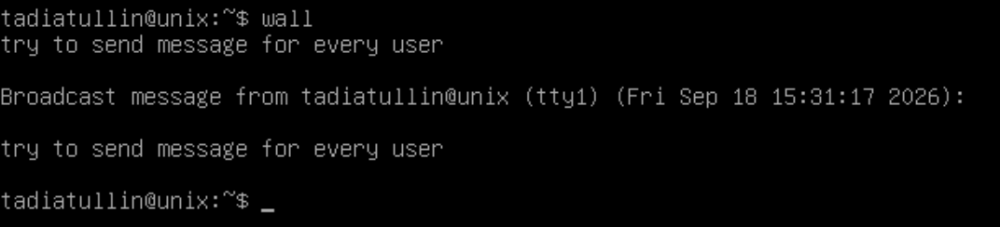 tadiatullin@unix:~$ wall
try to send message for every user
Broadcast message from tadiatullin@unix (tty1) (Fri Sep 18 15:31:17 2026):
try to send message for every user
tadiatullin@unix:~$ _